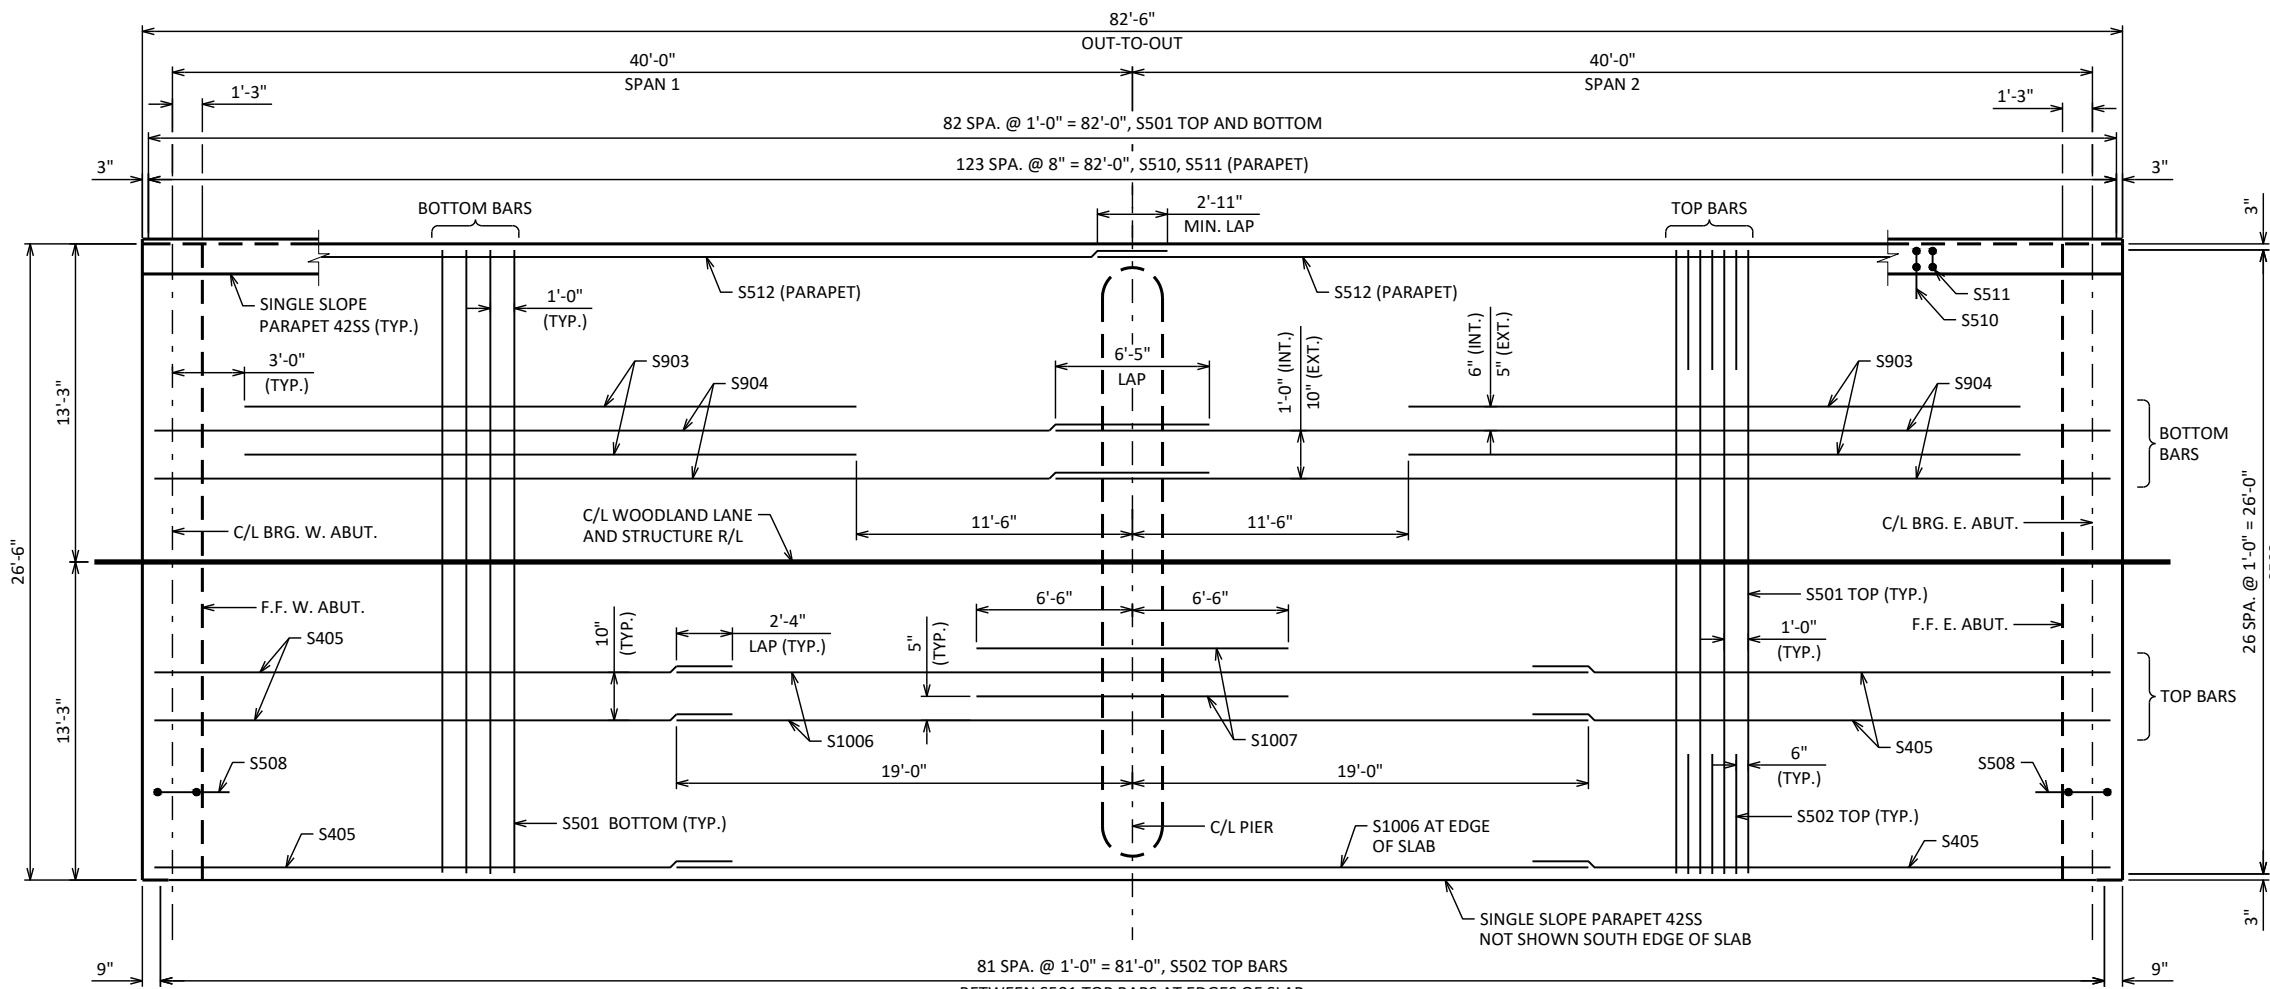 82'-6"
OUT-TO-OUT
40'-0"
SPAN 1
40'-0"
SPAN 2
1'-3"
1'-3"
82 SPA. @ 1'-0" = 82'-0", S501 TOP AND BOTTOM
3"
123 SPA. @ 8" = 82'-0", S510, S511 (PARAPET)
3"
BOTTOM BARS
2'-11"
MIN. LAP
TOP BARS
3"
S512 (PARAPET)
S512 (PARAPET)
S511
S510
SINGLE SLOPE
PARAPET 42SS (TYP.)
1'-0"
(TYP.)
3'-0"
(TYP.)
S903
S904
6'-5"
LAP
1'-0" (INT.)
10" (EXT.)
6" (INT.)
5" (EXT.)
S903
S904
13'-3"
BOTTOM
BARS
C/L BRG. W. ABUT.
C/L WOODLAND LANE
AND STRUCTURE R/L
11'-6"
11'-6"
C/L BRG. E. ABUT.
26'-6"
26 SPA. @ 1'-0" = 26'-0"
F.F. W. ABUT.
6'-6"
6'-6"
S501 TOP (TYP.)
F.F. E. ABUT.
S405
10"
(TYP.)
2'-4"
LAP (TYP.)
5"
(TYP.)
1'-0"
(TYP.)
13'-3"
TOP BARS
S1006
S1007
S405
S508
19'-0"
19'-0"
6"
(TYP.)
S508
S501 BOTTOM (TYP.)
C/L PIER
S1006 AT EDGE
OF SLAB
S502 TOP (TYP.)
S405
S405
SINGLE SLOPE PARAPET 42SS
NOT SHOWN SOUTH EDGE OF SLAB
3"
9"
81 SPA. @ 1'-0" = 81'-0", S502 TOP BARS
BETWEEN S501 TOP BARS AT EDGES OF SLAB
9"